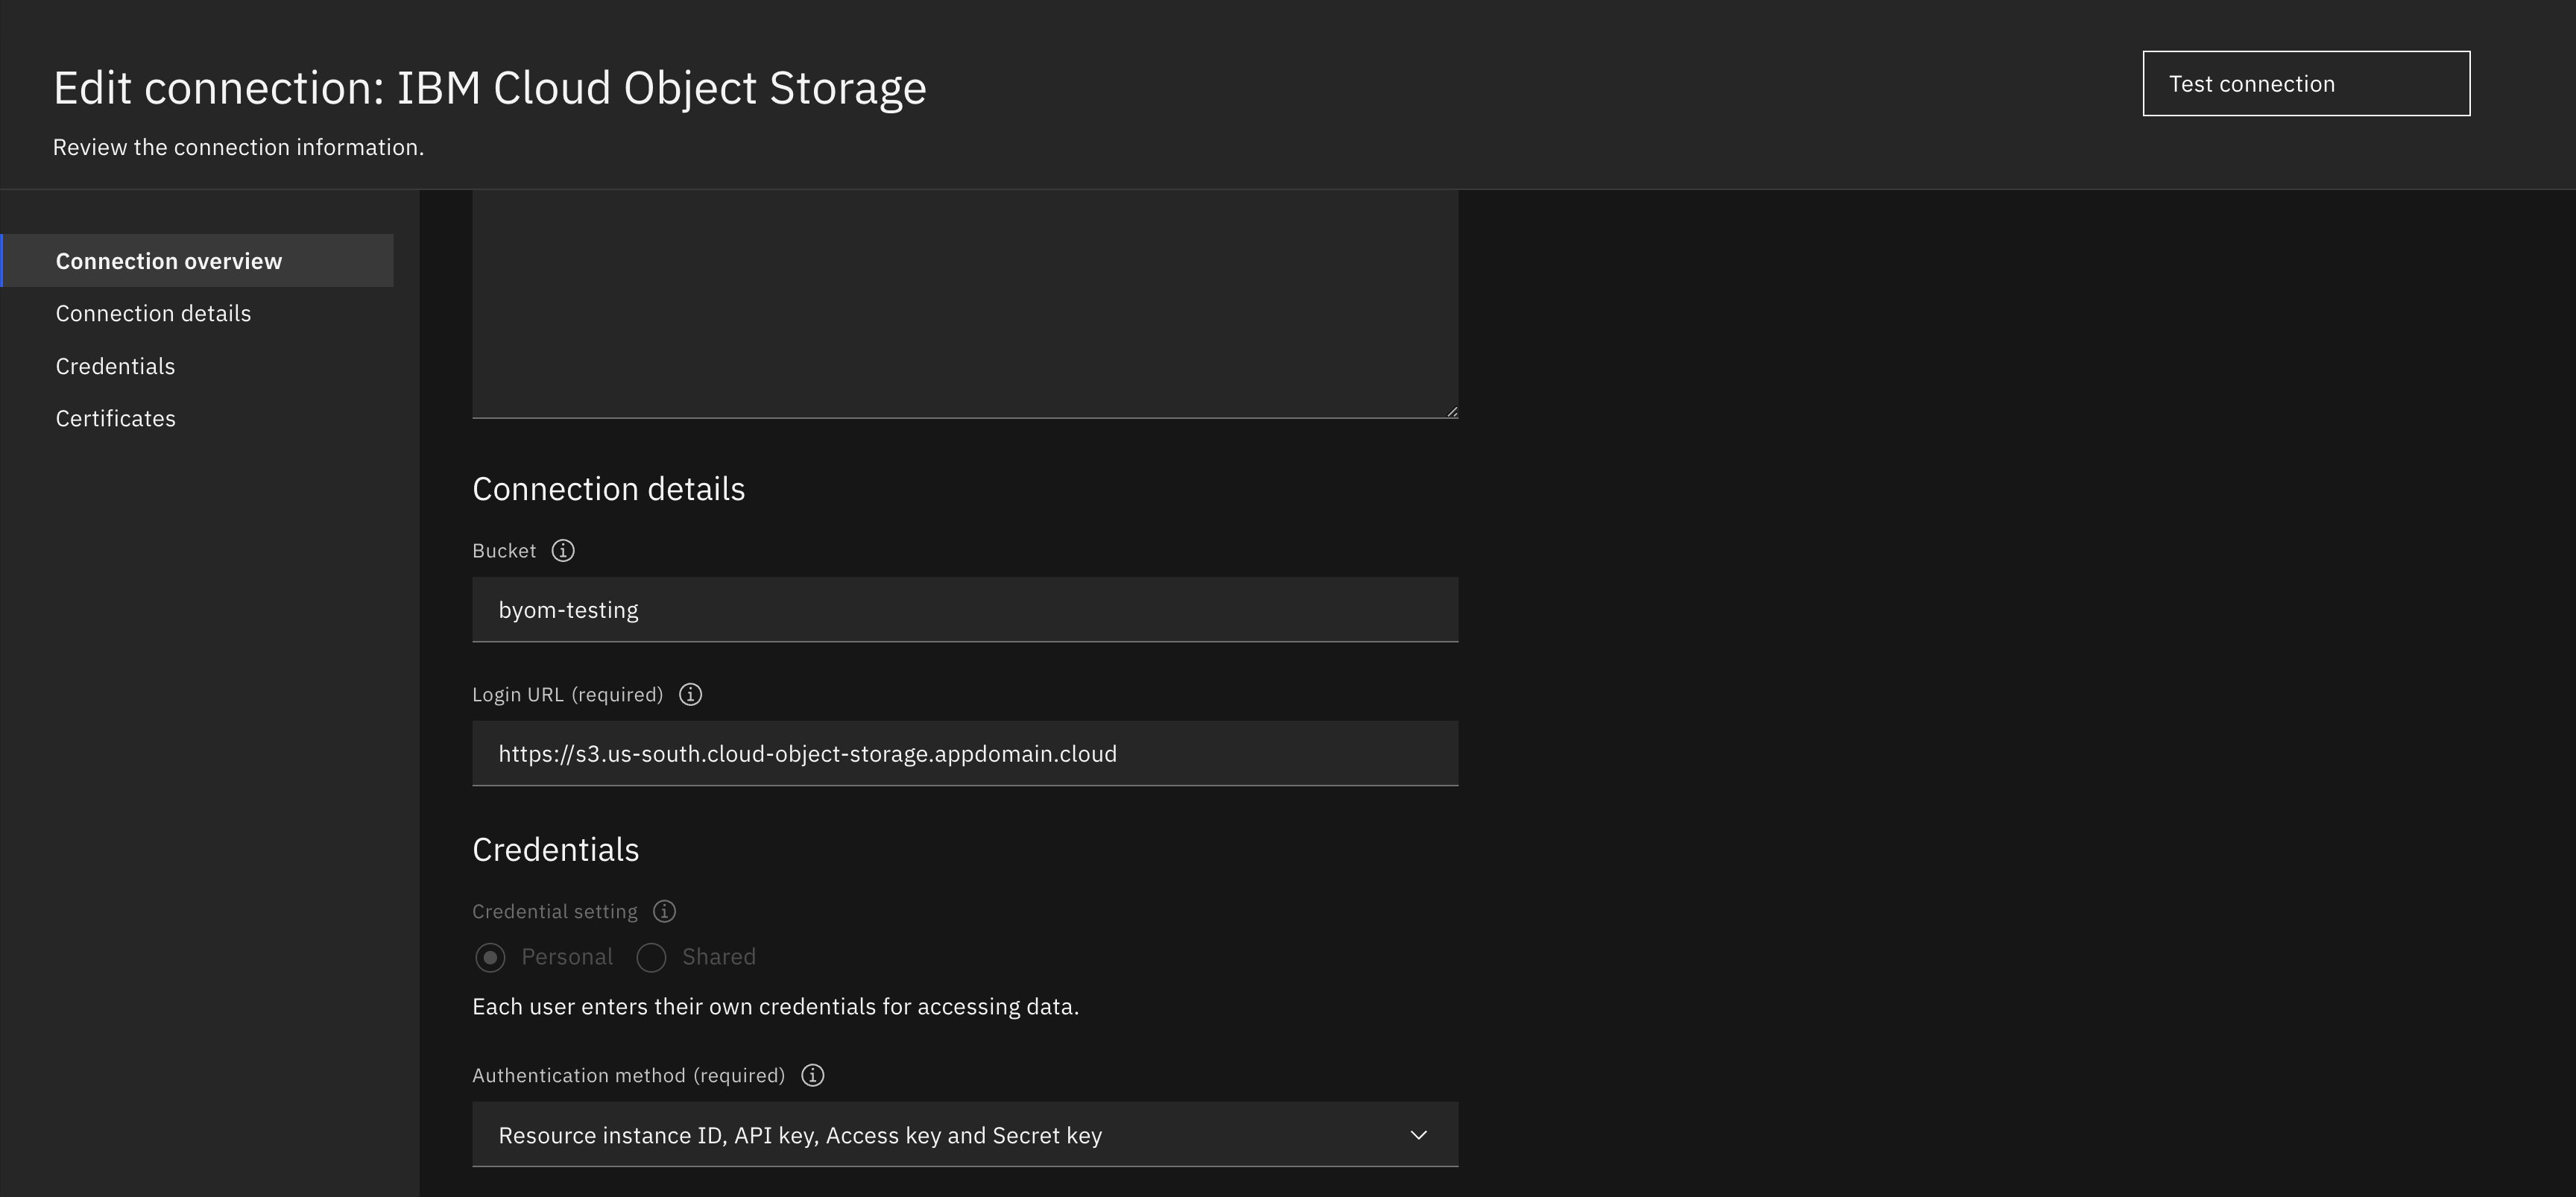 Edit connection: IBM Cloud Object Storage
Review the connection information.
Test connection
Connection overview
Connection details
Credentials
Certificates
Connection details
Bucket
byom-testing
Login URL (required)
https://s3.us-south.cloud-object-storage.appdomain.cloud
Credentials
Credential setting
Personal Shared
Each user enters their own credentials for accessing data.
Authentication method (required)
Resource instance ID, API key, Access key and Secret key